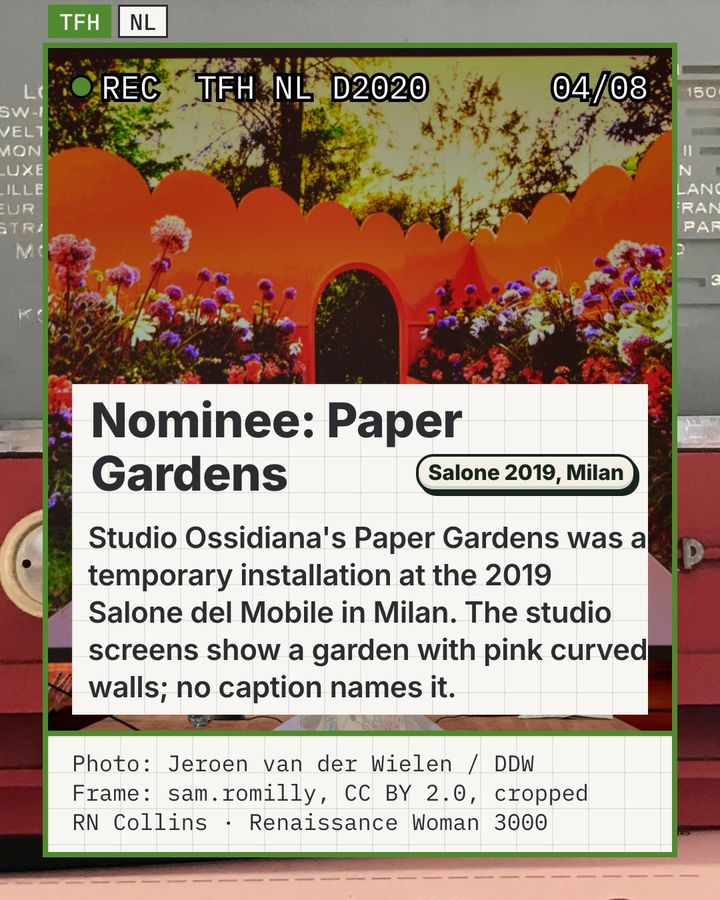 TFH NL
REC TFH NL D2020 04/08
Nominee: Paper
Gardens
Salone 2019, Milan
Studio Ossidiana's Paper Gardens was a
temporary installation at the 2019
Salone del Mobile in Milan. The studio
screens show a garden with pink curved
walls; no caption names it.
Photo: Jeroen van der Wielen / DDW
Frame: sam.romilly, CC BY 2.0, cropped
RN Collins · Renaissance Woman 3000